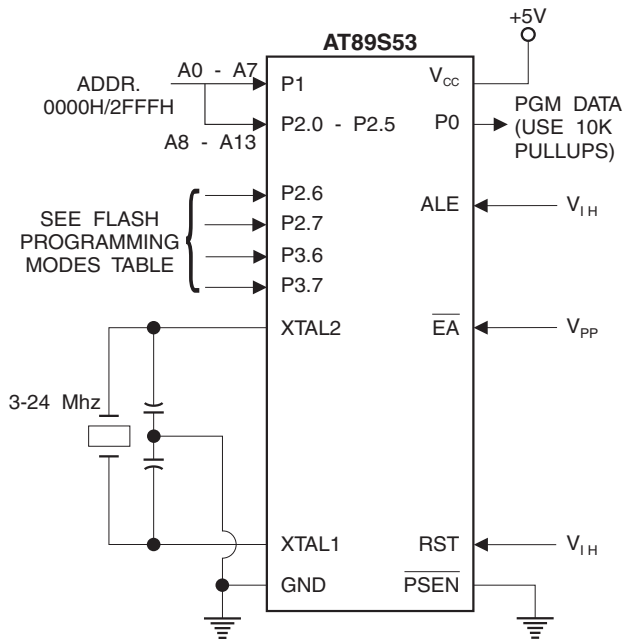 +5V
AT89S53
ADDR.
0000H/2FFFH
A0 - A7
A8 - A13
P1
P2.0 - P2.5
VCC
P0
PGM DATA
(USE 10K
PULLUPS)
SEE FLASH
PROGRAMMING
MODES TABLE
P2.6
P2.7
P3.6
P3.7
ALE
VI H
XTAL2
EA
VPP
3-24 Mhz
XTAL1
RST
VI H
GND
PSEN